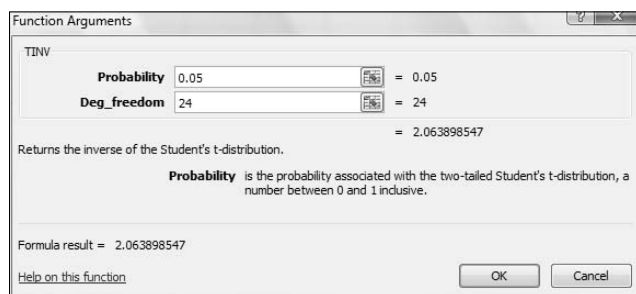 Function Arguments
TINV
Probability 0.05 = 0.05
Deg_freedom 24 = 24
= 2.063898547
Returns the inverse of the Student's t-distribution.
Probability is the probability associated with the two-tailed Student's t-distribution, a
number between 0 and 1 inclusive.
Formula result = 2.063898547
Help on this function
OK Cancel